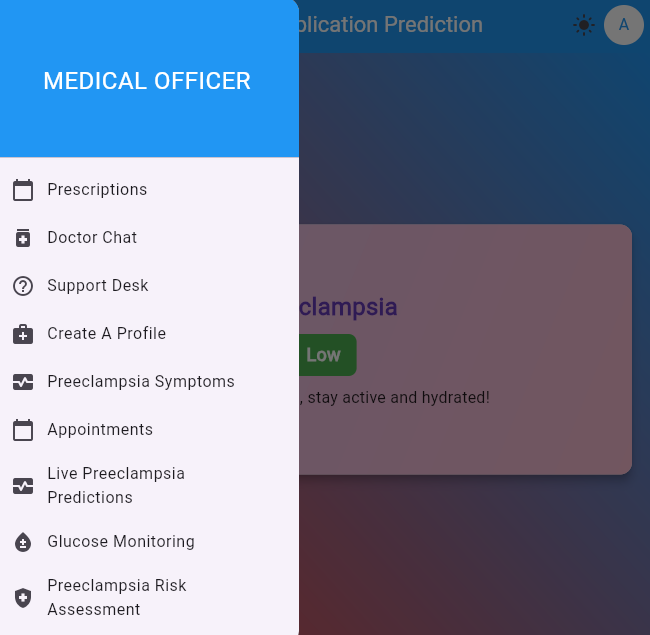 plication Prediction
A
MEDICAL OFFICER
Prescriptions
Doctor Chat
Support Desk
Create A Profile
Preeclampsia Symptoms
Appointments
Live Preeclampsia
Predictions
Glucose Monitoring
Preeclampsia Risk
Assessment
clampsia
Low
, stay active and hydrated!